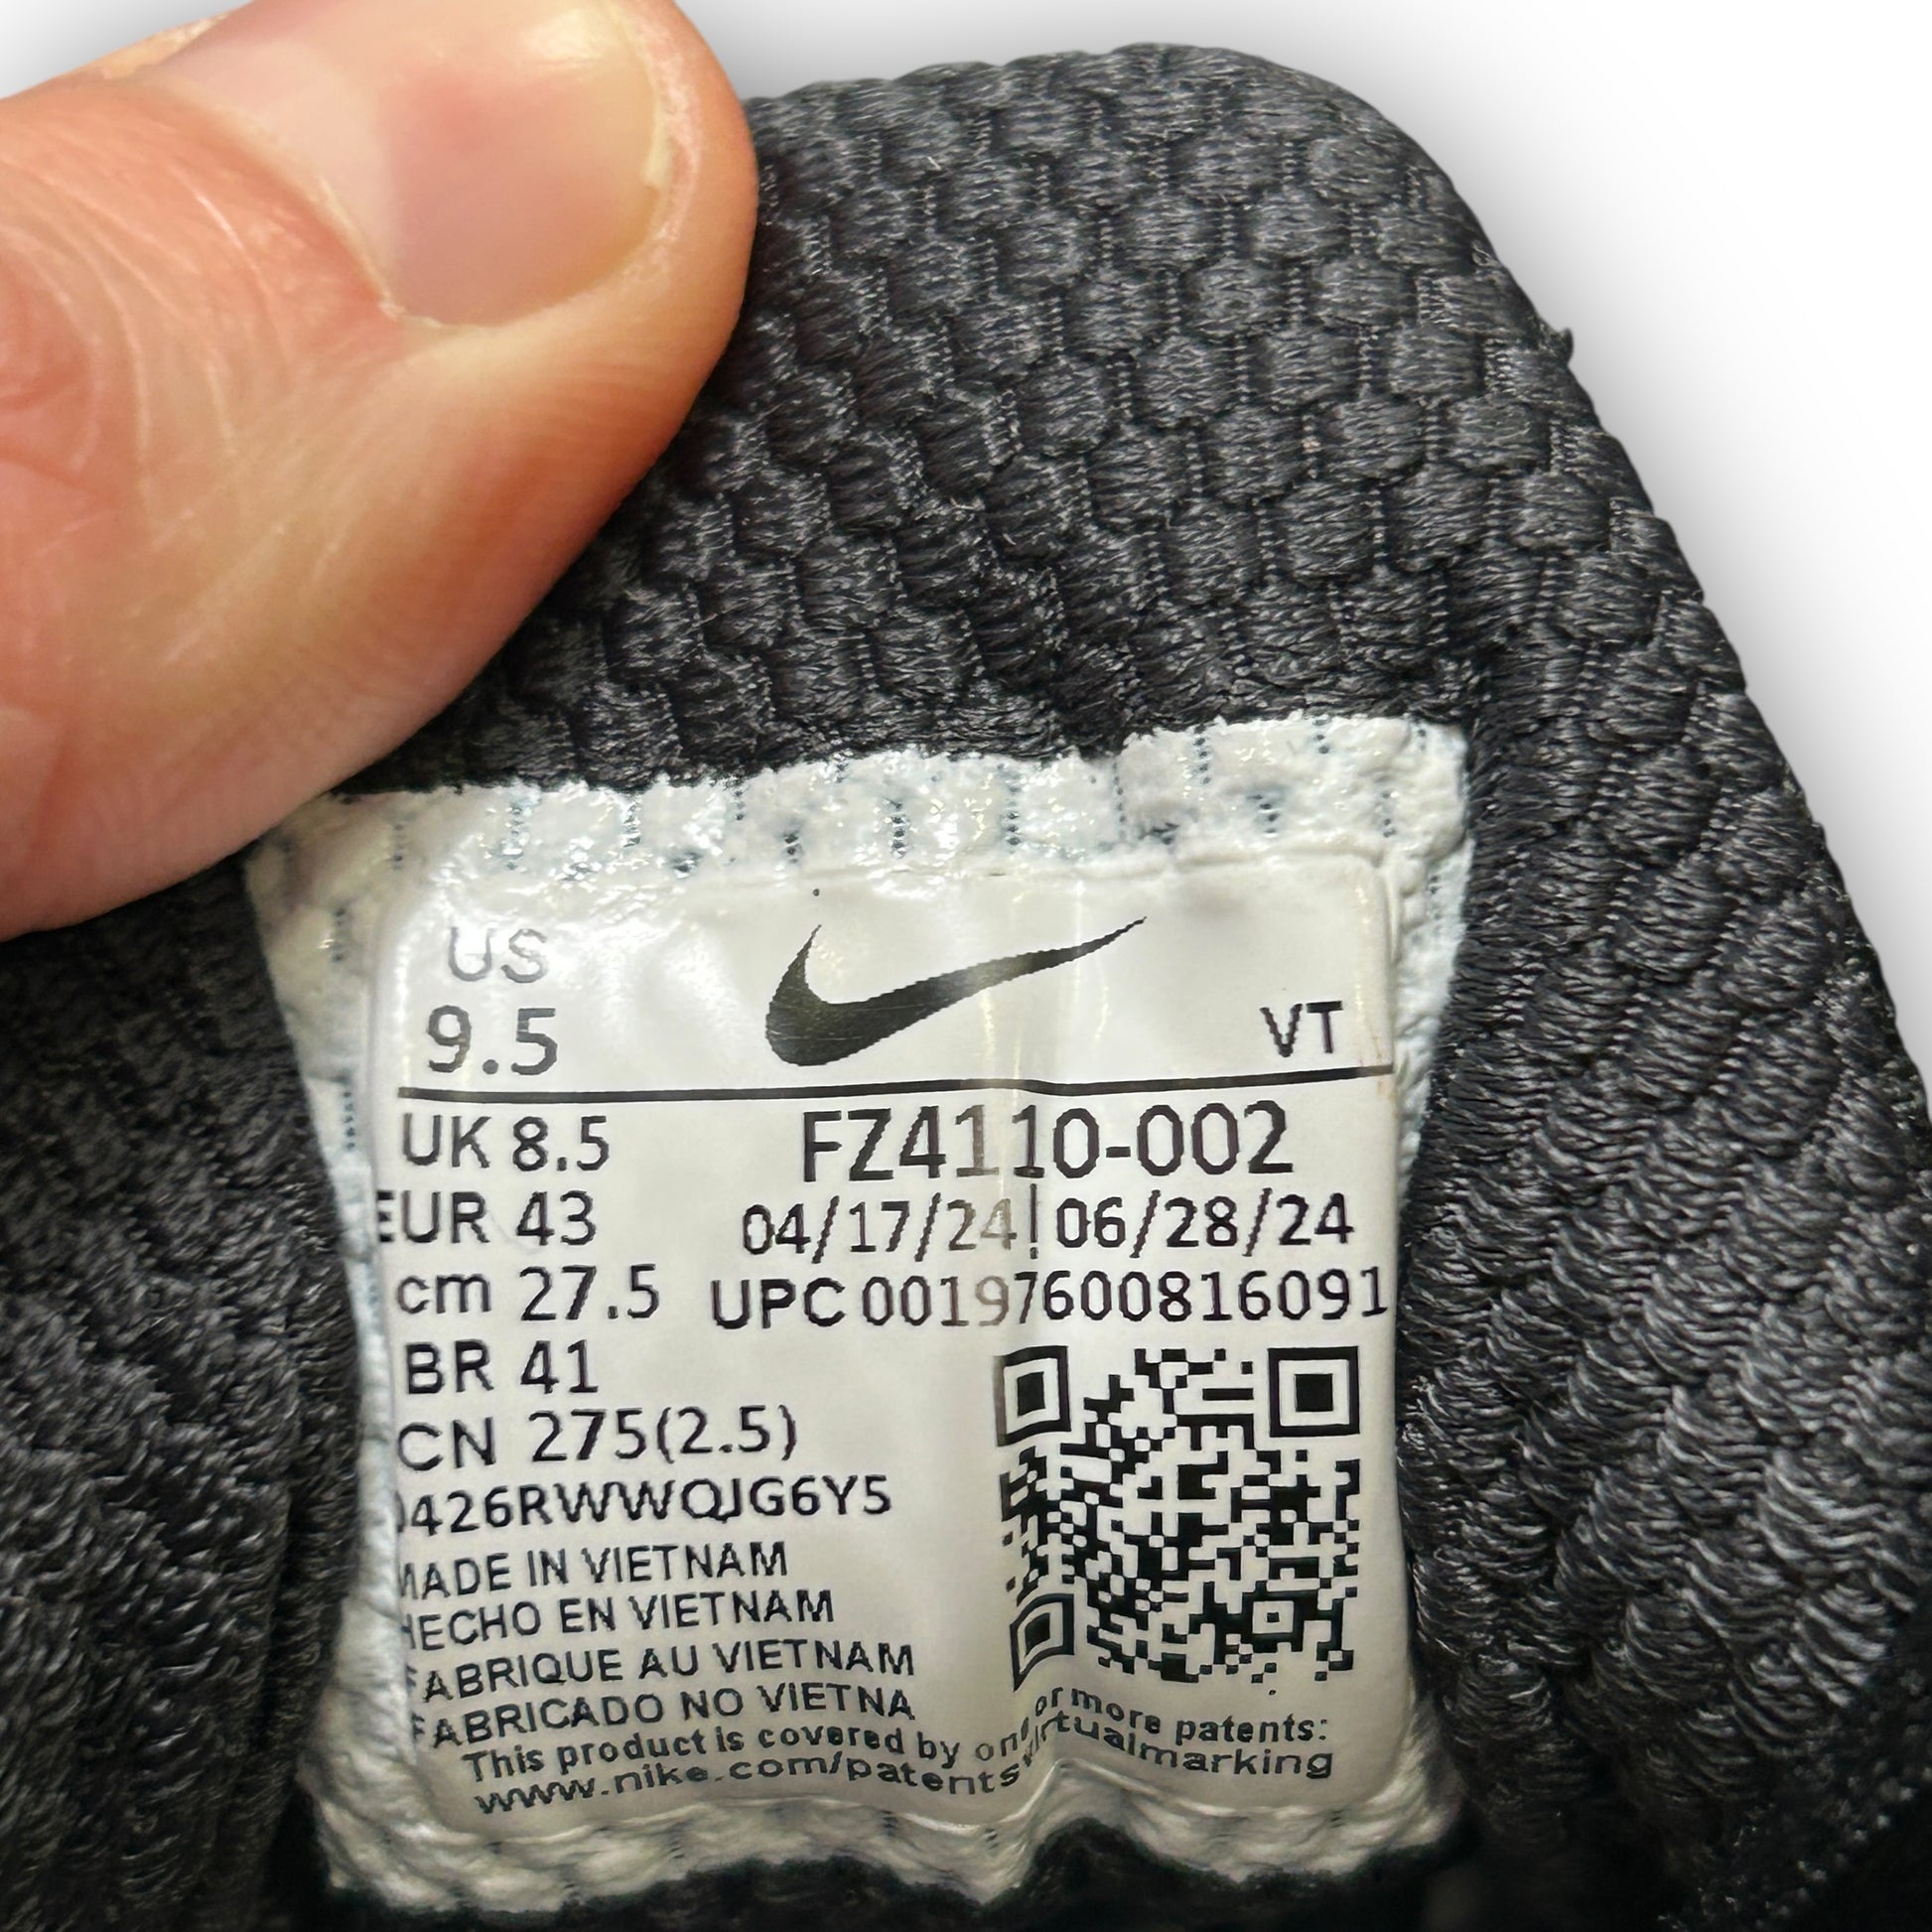 US
9.5
VT
UK 8.5
FZ4110-002
EUR 43
04/17/24 | 06/28/24
cm 27.5
UPC 00197600816091
BR 41
CN 275(2.5)
0426RWWQJG6Y5
MADE IN VIETNAM
HECHO EN VIETNAM
FABRIQUE AU VIETNAM
FABRICADO NO VIETNA
This product is covered by one or more patents:
www.nike.com/patentsvirtualmarking